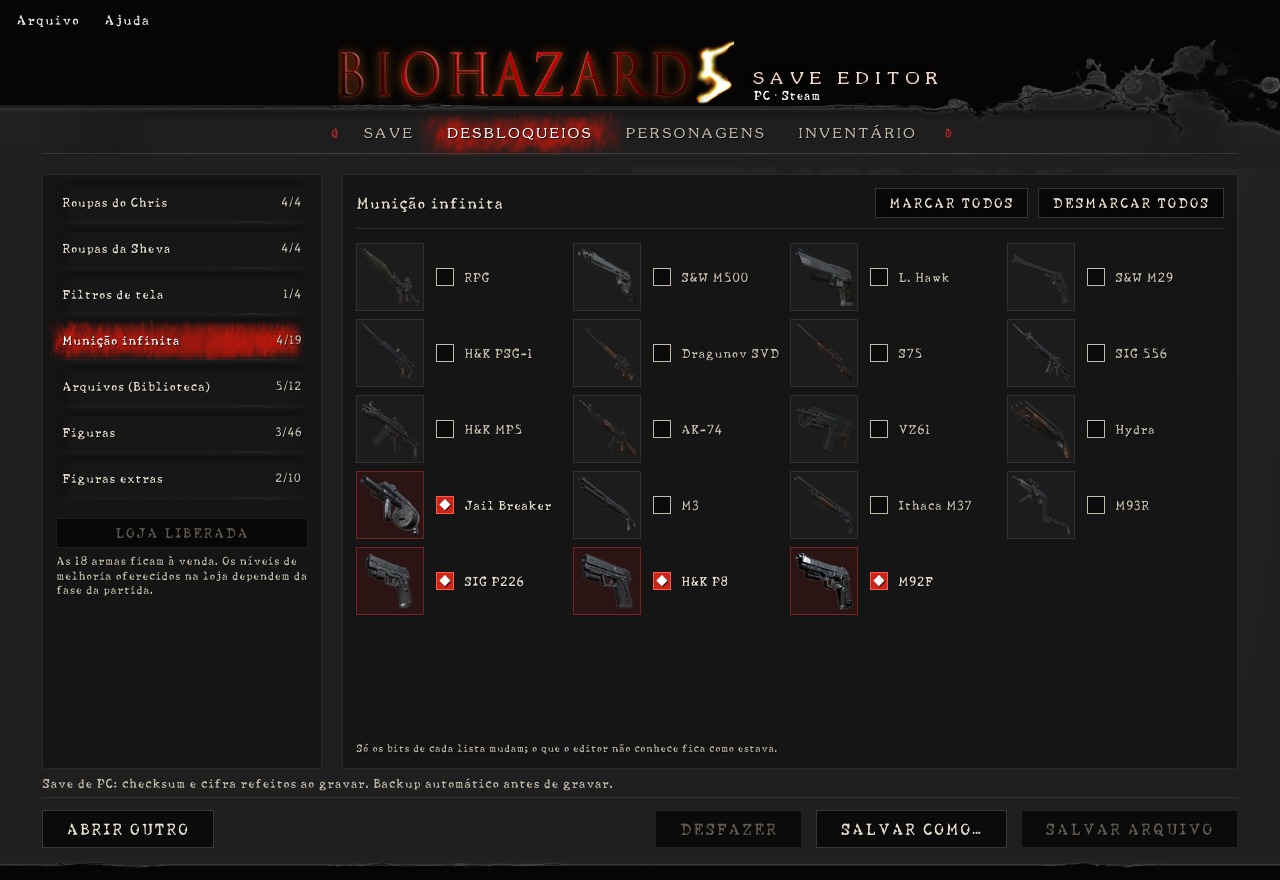 Arquivo Ajuda
BIOHAZARD 5
SAVE EDITOR
PC · Steam
SAVE DESBLOQUEIOS PERSONAGENS INVENTÁRIO
Roupas do Chris 4/4
Roupas da Sheva 4/4
Filtros de tela 1/4
Munição infinita 4/19
Arquivos (Biblioteca) 5/12
Figuras 3/46
Figuras extras 2/10
LOJA LIBERADA
As 18 armas ficam à venda. Os níveis de
melhoria oferecidos na loja dependem da
fase da partida.
Munição infinita MARCAR TODOS DESMARCAR TODOS
RPG S&W M500 L. Hawk S&W M29
H&K PSG-1 Dragunov SVD S75 SIG 556
H&K MP5 AK-74 VZ61 Hydra
Jail Breaker M3 Ithaca M37 M93R
SIG P226 H&K P8 M92F
Só os bits de cada lista mudam; o que o editor não conhece fica como estava.
Save de PC: checksum e cifra refeitos ao gravar. Backup automático antes de gravar.
ABRIR OUTRO DESFAZER SALVAR COMO… SALVAR ARQUIVO